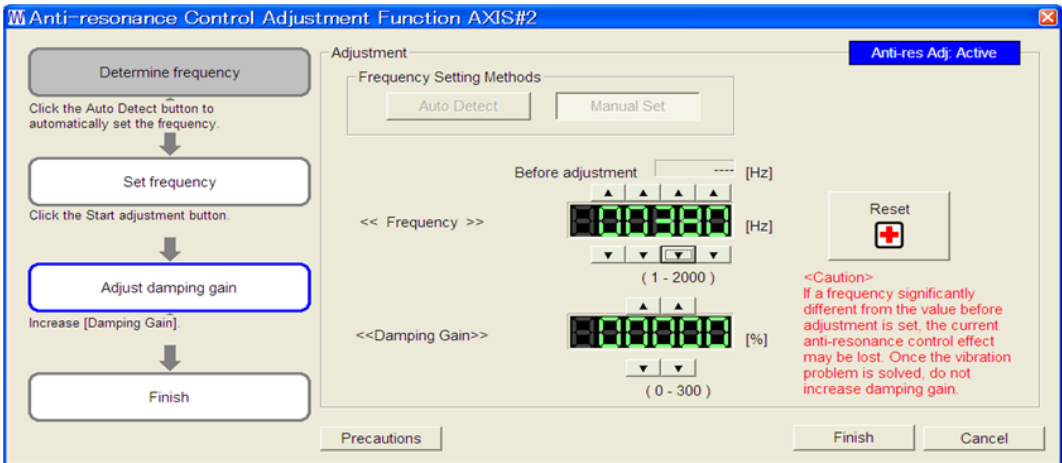 Anti-resonance Control Adjustment Function AXIS#2
Determine frequency
Click the Auto Detect button to
automatically set the frequency.
Set frequency
Click the Start adjustment button.
Adjust damping gain
Increase [Damping Gain].
Finish
Adjustment
Anti-res Adj: Active
Frequency Setting Methods
Auto Detect Manual Set
Before adjustment ---- [Hz]
<< Frequency >> [Hz]
( 1 - 2000 )
<<Damping Gain>> [%]
( 0 - 300 )
Reset
<Caution>
If a frequency significantly
different from the value before
adjustment is set, the current
anti-resonance control effect
may be lost. Once the vibration
problem is solved, do not
increase damping gain.
Precautions Finish Cancel